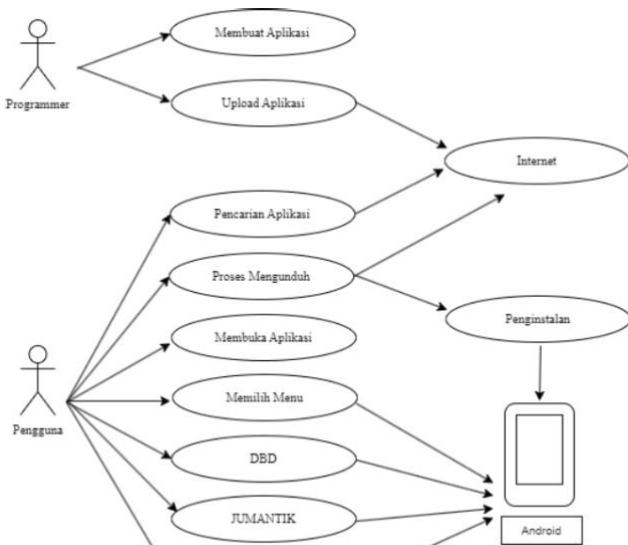 Membuat Aplikasi
Programmer
Upload Aplikasi
Internet
Pencarian Aplikasi
Proses Mengunduh
Penginstalan
Membuka Aplikasi
Memilih Menu
Pengguna
DBD
JUMANTIK
Android